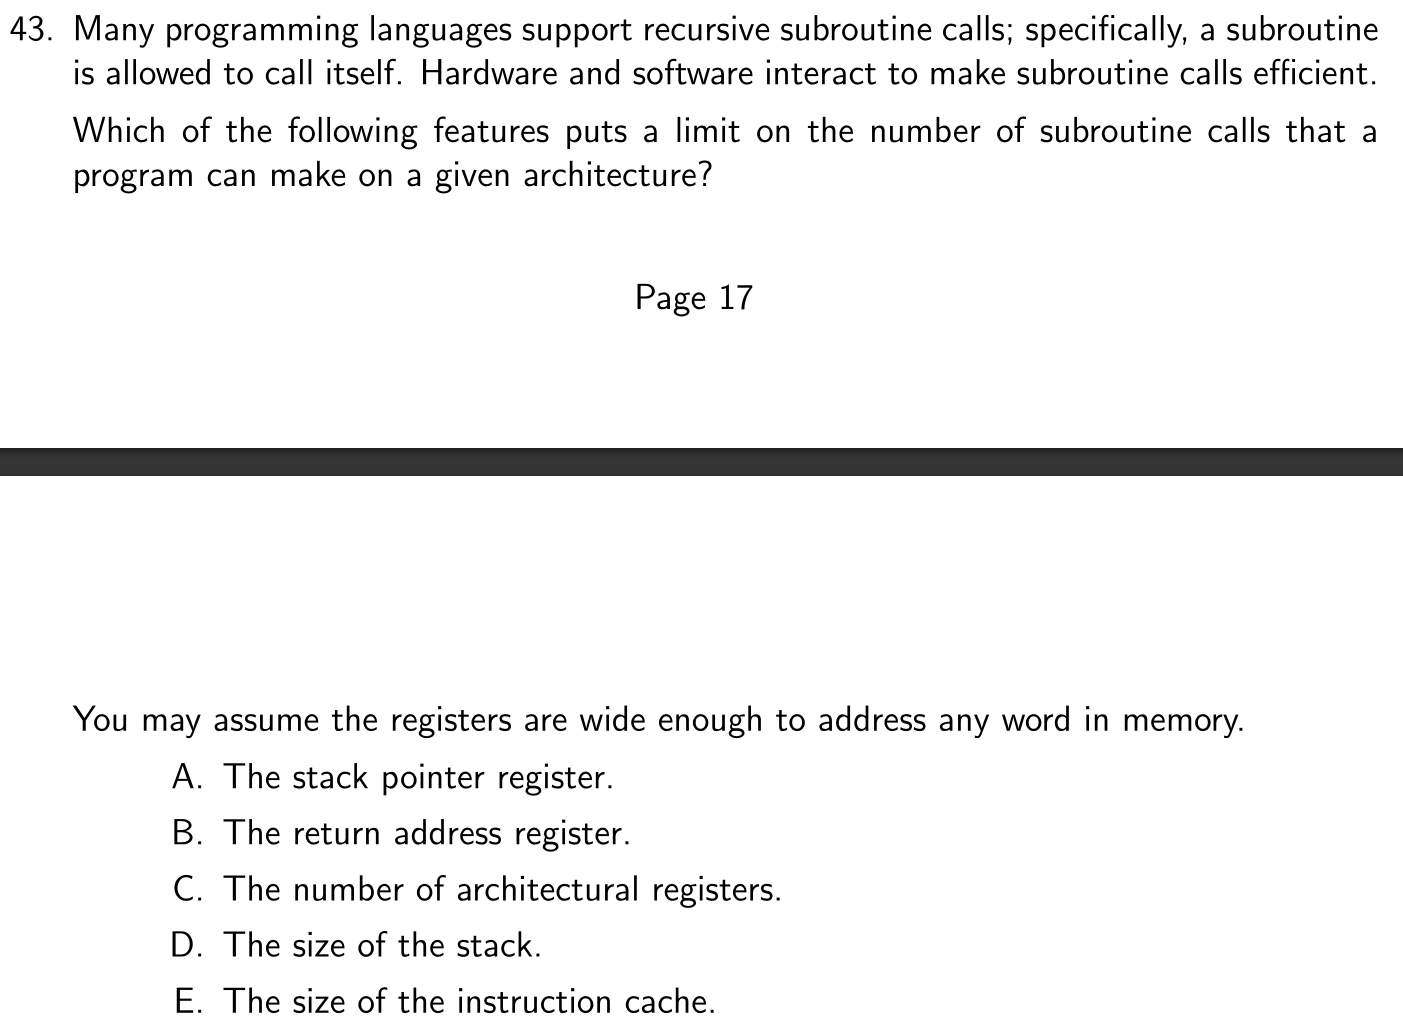 43. Many programming languages support recursive subroutine calls; specifically, a subroutine
is allowed to call itself. Hardware and software interact to make subroutine calls efficient.
Which of the following features puts a limit on the number of subroutine calls that a
program can make on a given architecture?
Page 17
You may assume the registers are wide enough to address any word in memory.
A. The stack pointer register.
B. The return address register.
C. The number of architectural registers.
D. The size of the stack.
E. The size of the instruction cache.